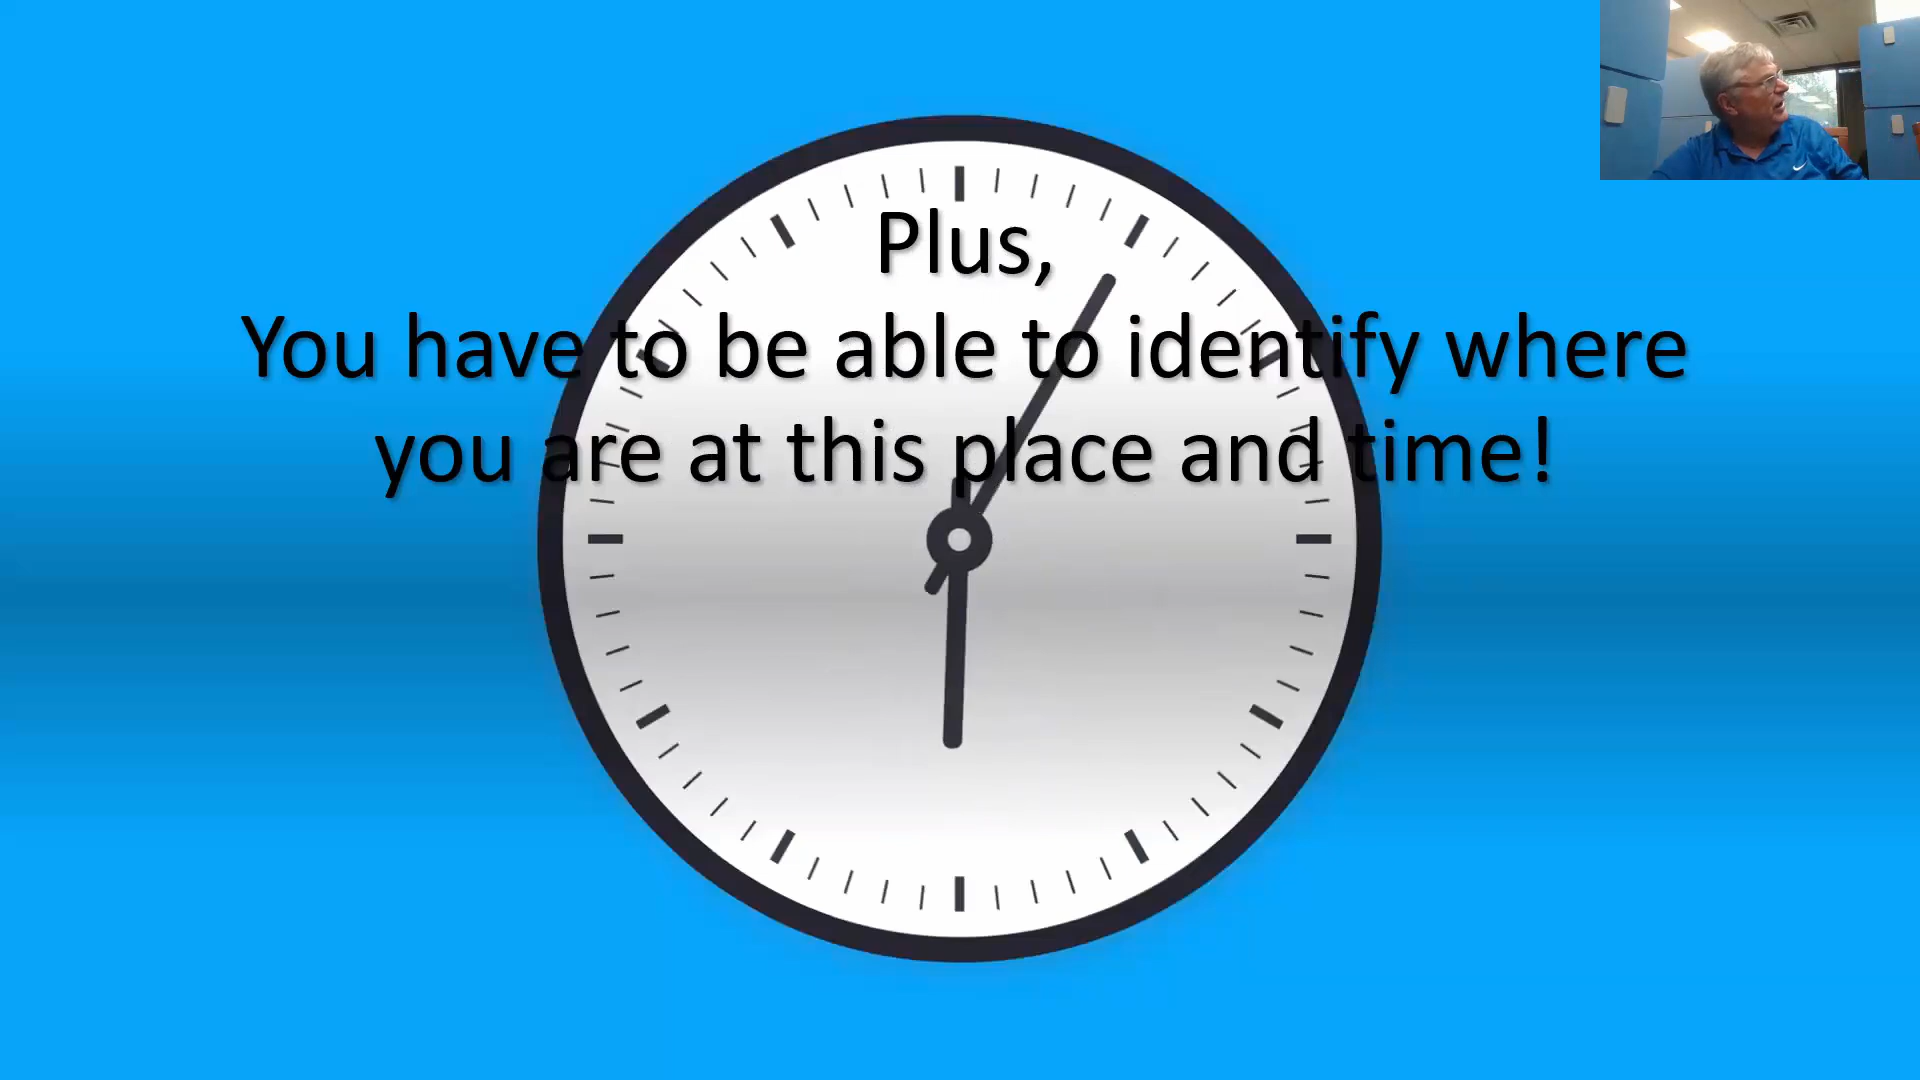 Plus,
You have to be able to identify where
you are at this place and time!